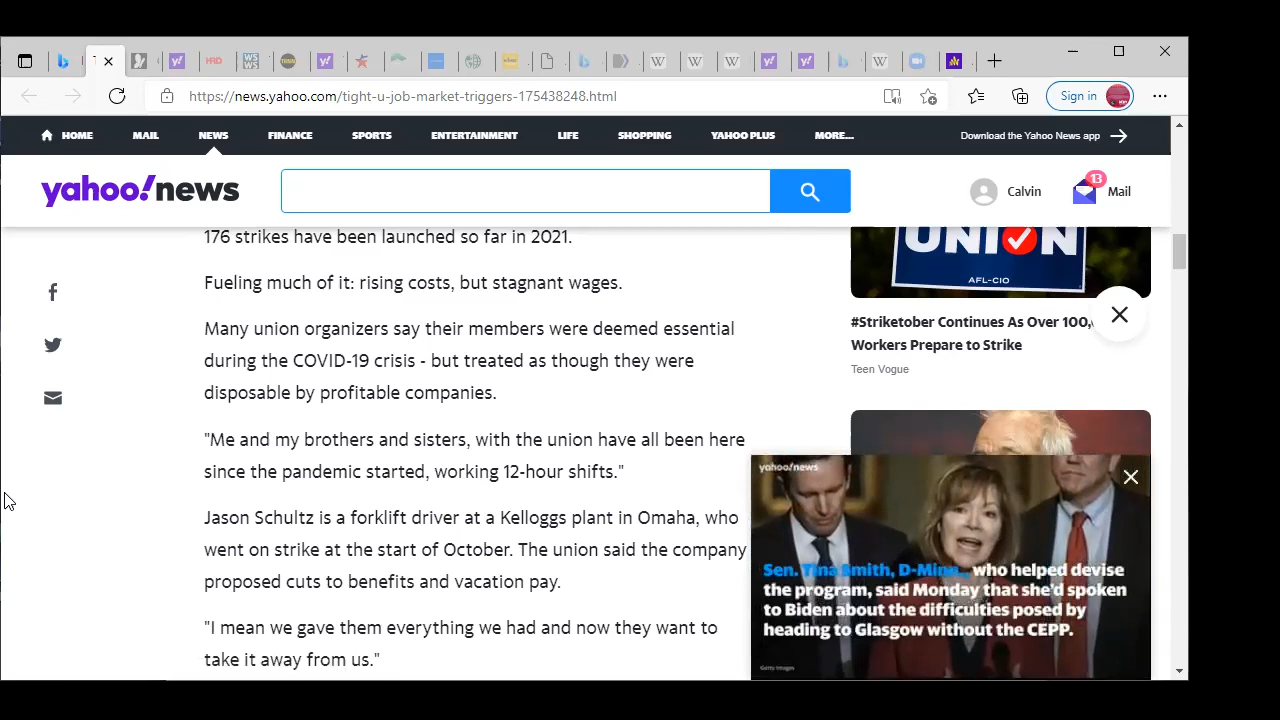 HRD
WS
WS
TRNN
W
W
W
W
https://news.yahoo.com/tight-u-job-market-triggers-175438248.html
Sign in
HOME MAIL NEWS FINANCE SPORTS ENTERTAINMENT LIFE SHOPPING YAHOO PLUS MORE... Download the Yahoo News app
yahoo!news
Calvin
13
Mail
176 strikes have been launched so far in 2021.
Fueling much of it: rising costs, but stagnant wages.
Many union organizers say their members were deemed essential
during the COVID-19 crisis - but treated as though they were
disposable by profitable companies.
"Me and my brothers and sisters, with the union have all been here
since the pandemic started, working 12-hour shifts."
Jason Schultz is a forklift driver at a Kelloggs plant in Omaha, who
went on strike at the start of October. The union said the company
proposed cuts to benefits and vacation pay.
"I mean we gave them everything we had and now they want to
take it away from us."
UNION
AFL-CIO
#Striketober Continues As Over 100,
Workers Prepare to Strike
Teen Vogue
yahoo!news
Sen. Tina Smith, D-Minn., who helped devise
the program, said Monday that she'd spoken
to Biden about the difficulties posed by
heading to Glasgow without the CEPP.
Getty Images